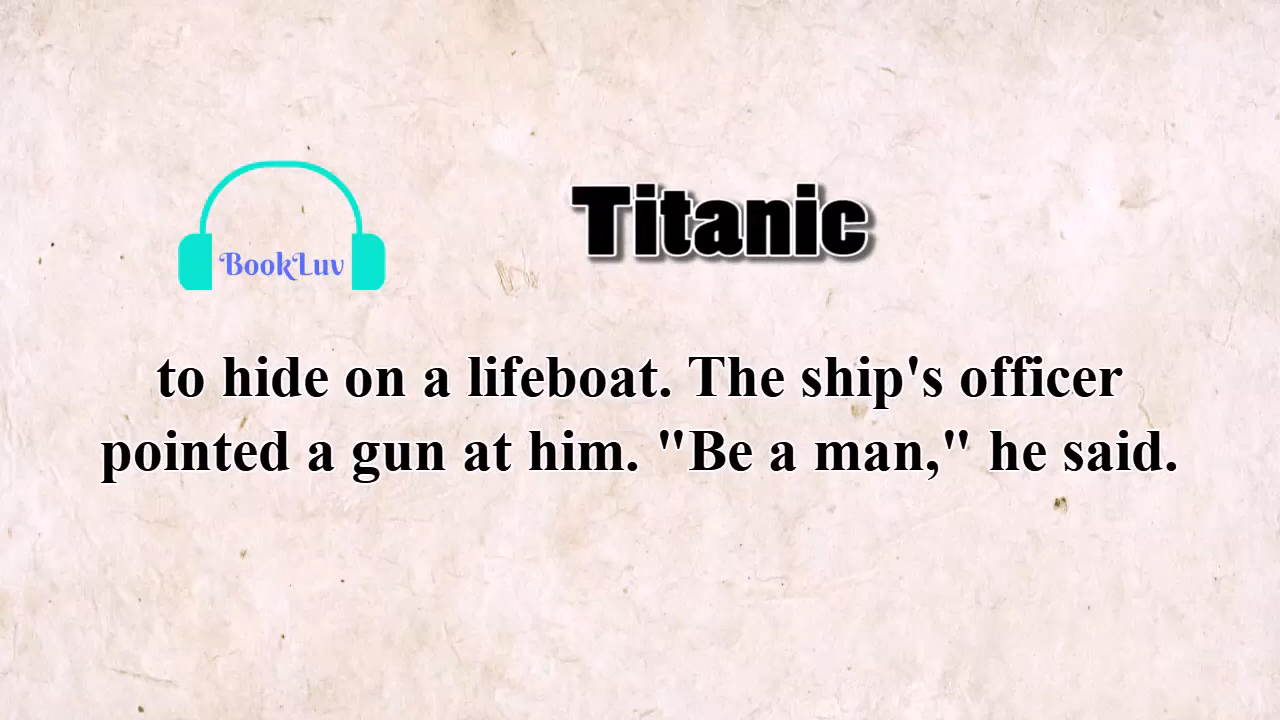 BookLuv
Titanic
to hide on a lifeboat. The ship's officer
pointed a gun at him. "Be a man," he said.